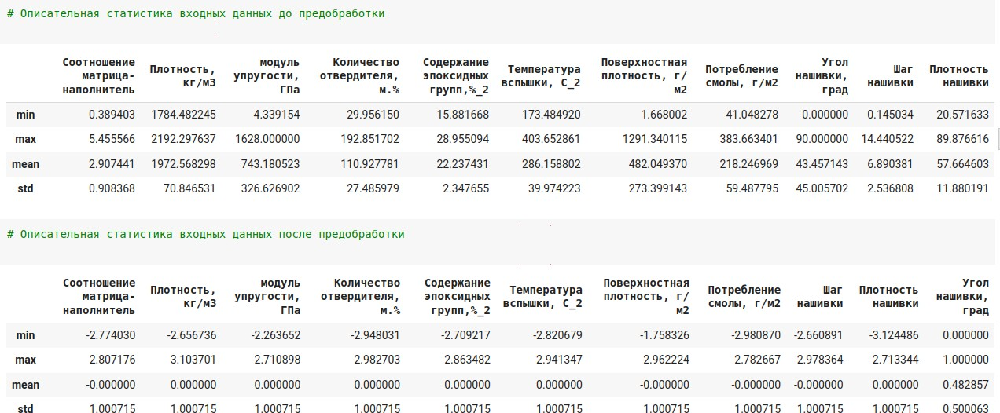 # Описательная статистика входных данных до предобработки
Соотношение матрица-наполнитель Плотность, кг/м3 модуль упругости, ГПа Количество отвердителя, м.% Содержание эпоксидных групп,%_2 Температура вспышки, С_2 Поверхностная плотность, г/м2 Потребление смолы, г/м2 Угол нашивки, град Шаг нашивки Плотность нашивки
min 0.389403 1784.482245 4.339154 29.956150 15.881668 173.484920 1.668002 41.048278 0.000000 0.145034 20.571633
max 5.455566 2192.297637 1628.000000 192.851702 28.955094 403.652861 1291.340115 383.663401 90.000000 14.440522 89.876616
mean 2.907441 1972.568298 743.180523 110.927781 22.237431 286.158802 482.049370 218.246969 43.457143 6.890381 57.664603
std 0.908368 70.846531 326.626902 27.485979 2.347655 39.974223 273.399143 59.487795 45.005702 2.536808 11.880191
# Описательная статистика входных данных после предобработки
Соотношение матрица-наполнитель Плотность, кг/м3 модуль упругости, ГПа Количество отвердителя, м.% Содержание эпоксидных групп,%_2 Температура вспышки, С_2 Поверхностная плотность, г/м2 Потребление смолы, г/м2 Шаг нашивки Плотность нашивки Угол нашивки, град
min -2.774030 -2.656736 -2.263652 -2.948031 -2.709217 -2.820679 -1.758326 -2.980870 -2.660891 -3.124486 0.000000
max 2.807176 3.103701 2.710898 2.982703 2.863482 2.941347 2.962224 2.782667 2.978364 2.713344 1.000000
mean -0.000000 0.000000 0.000000 0.000000 0.000000 0.000000 -0.000000 -0.000000 -0.000000 0.000000 0.482857
std 1.000715 1.000715 1.000715 1.000715 1.000715 1.000715 1.000715 1.000715 1.000715 1.000715 0.500063